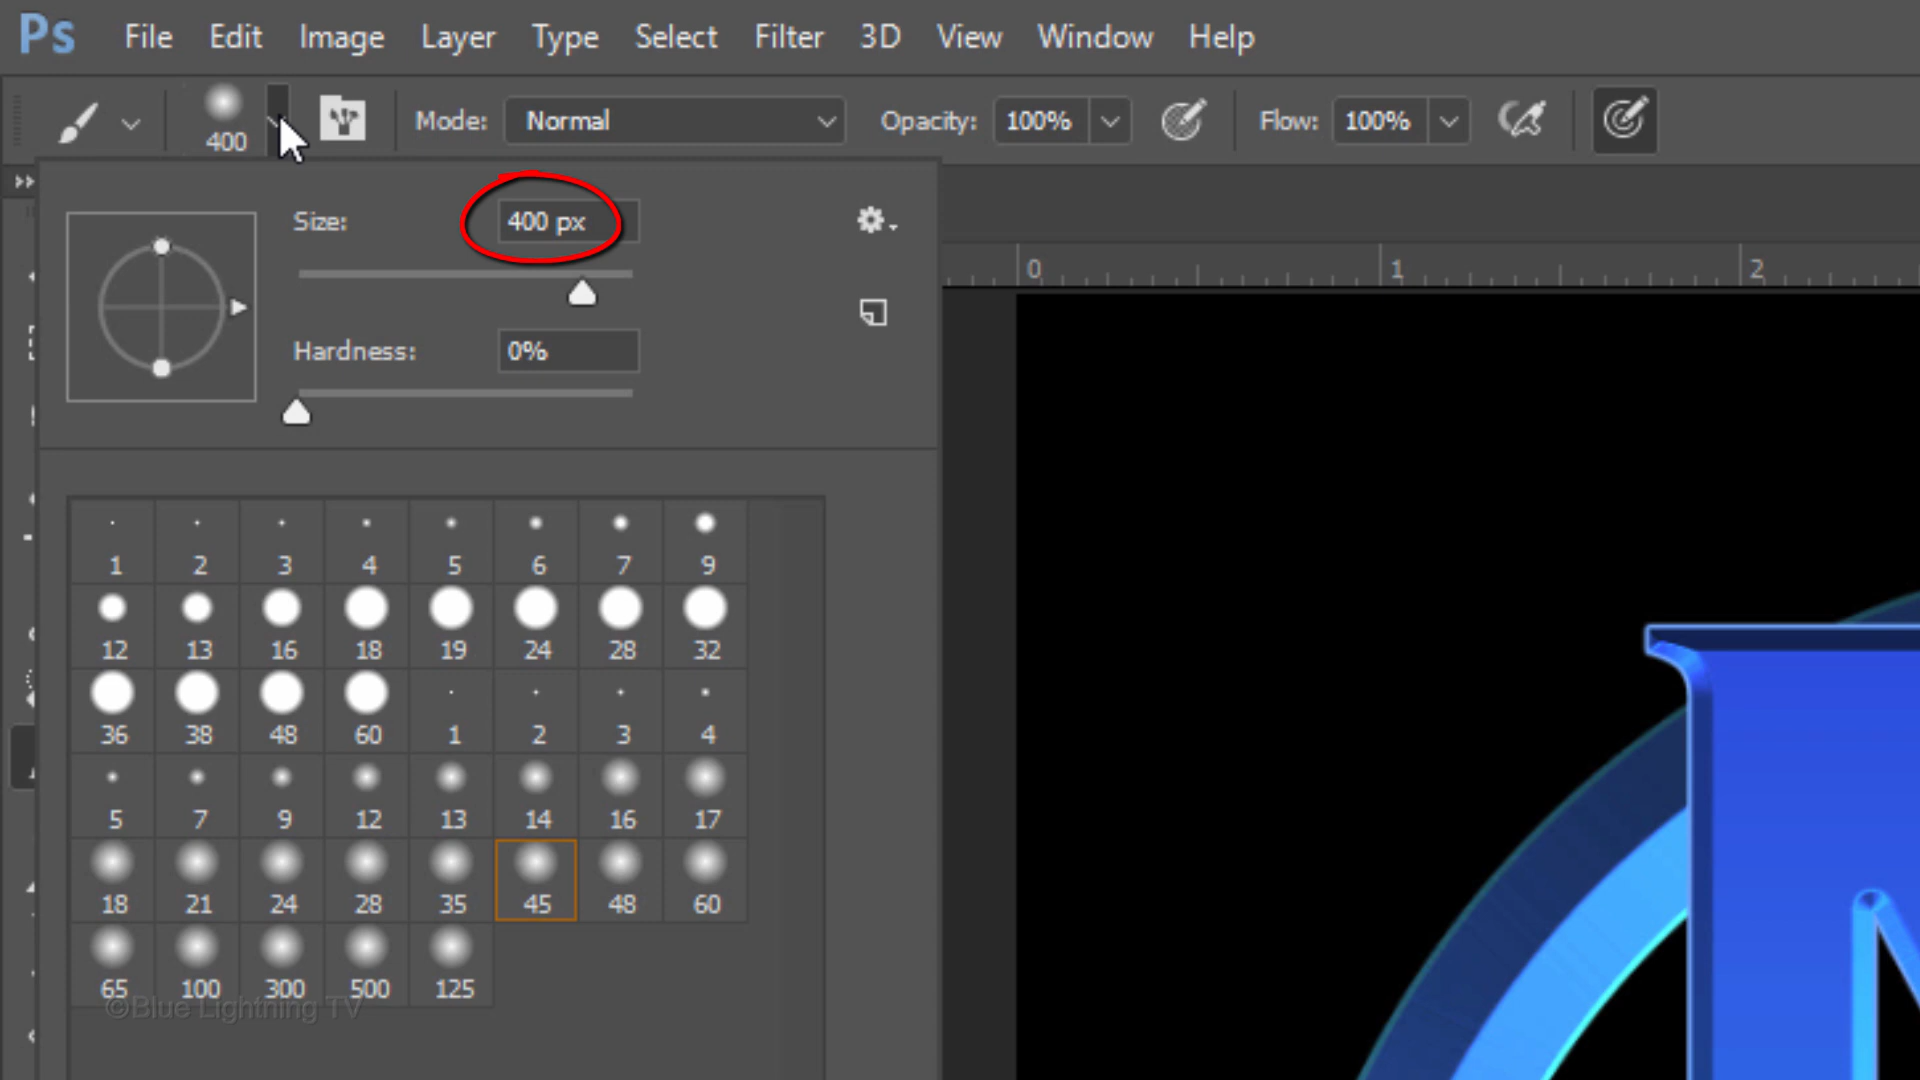 Ps File Edit Image Layer Type Select Filter 3D View Window Help
400 Mode: Normal Opacity: 100% Flow: 100%
Size: 400 px
0 1 2
Hardness: 0%
1 2 3 4 5 6 7 9
12 13 16 18 19 24 28 32
36 38 48 60 1 2 3 4
5 7 9 12 13 14 16 17
18 21 24 28 35 45 48 60
65 100 300 500 125
©Blue Lightning TV